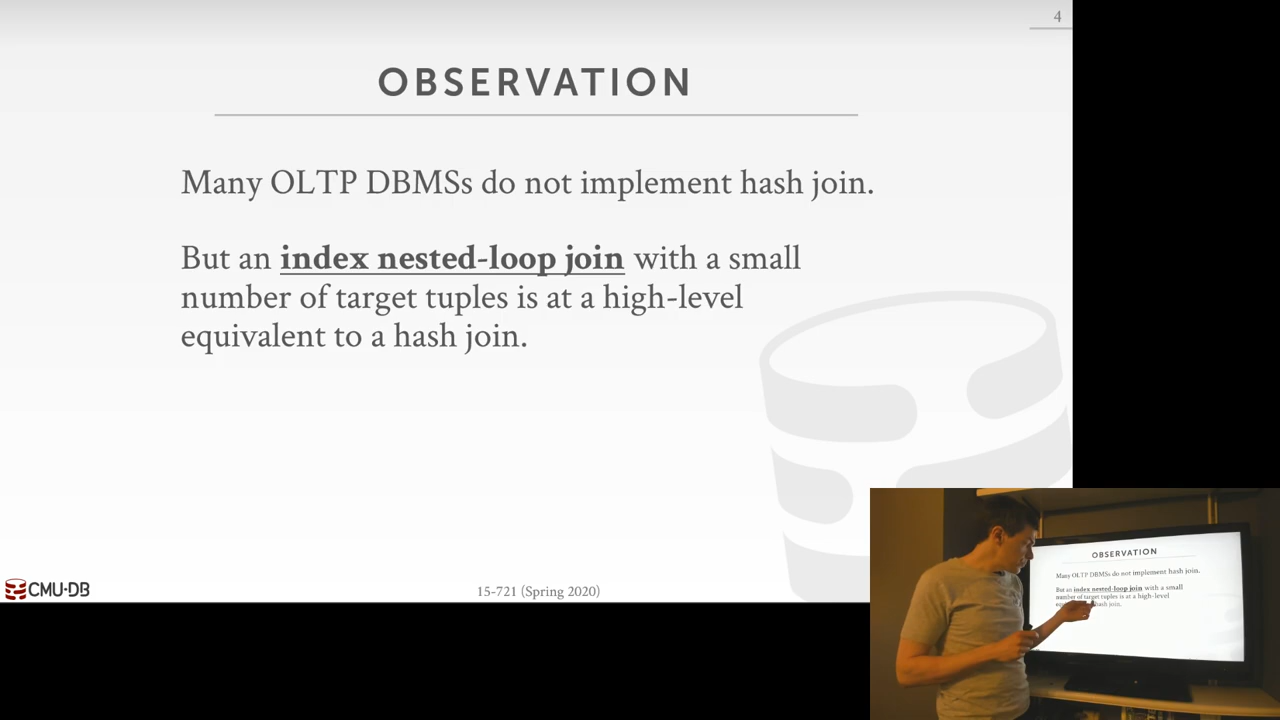 4
OBSERVATION
Many OLTP DBMSs do not implement hash join.
But an index nested-loop join with a small
number of target tuples is at a high-level
equivalent to a hash join.
CMU·DB
15-721 (Spring 2020)
OBSERVATION
Many OLTP DBMSs do not implement hash join.
But an index nested-loop join with a small
number of target tuples is at a high-level
hash join.